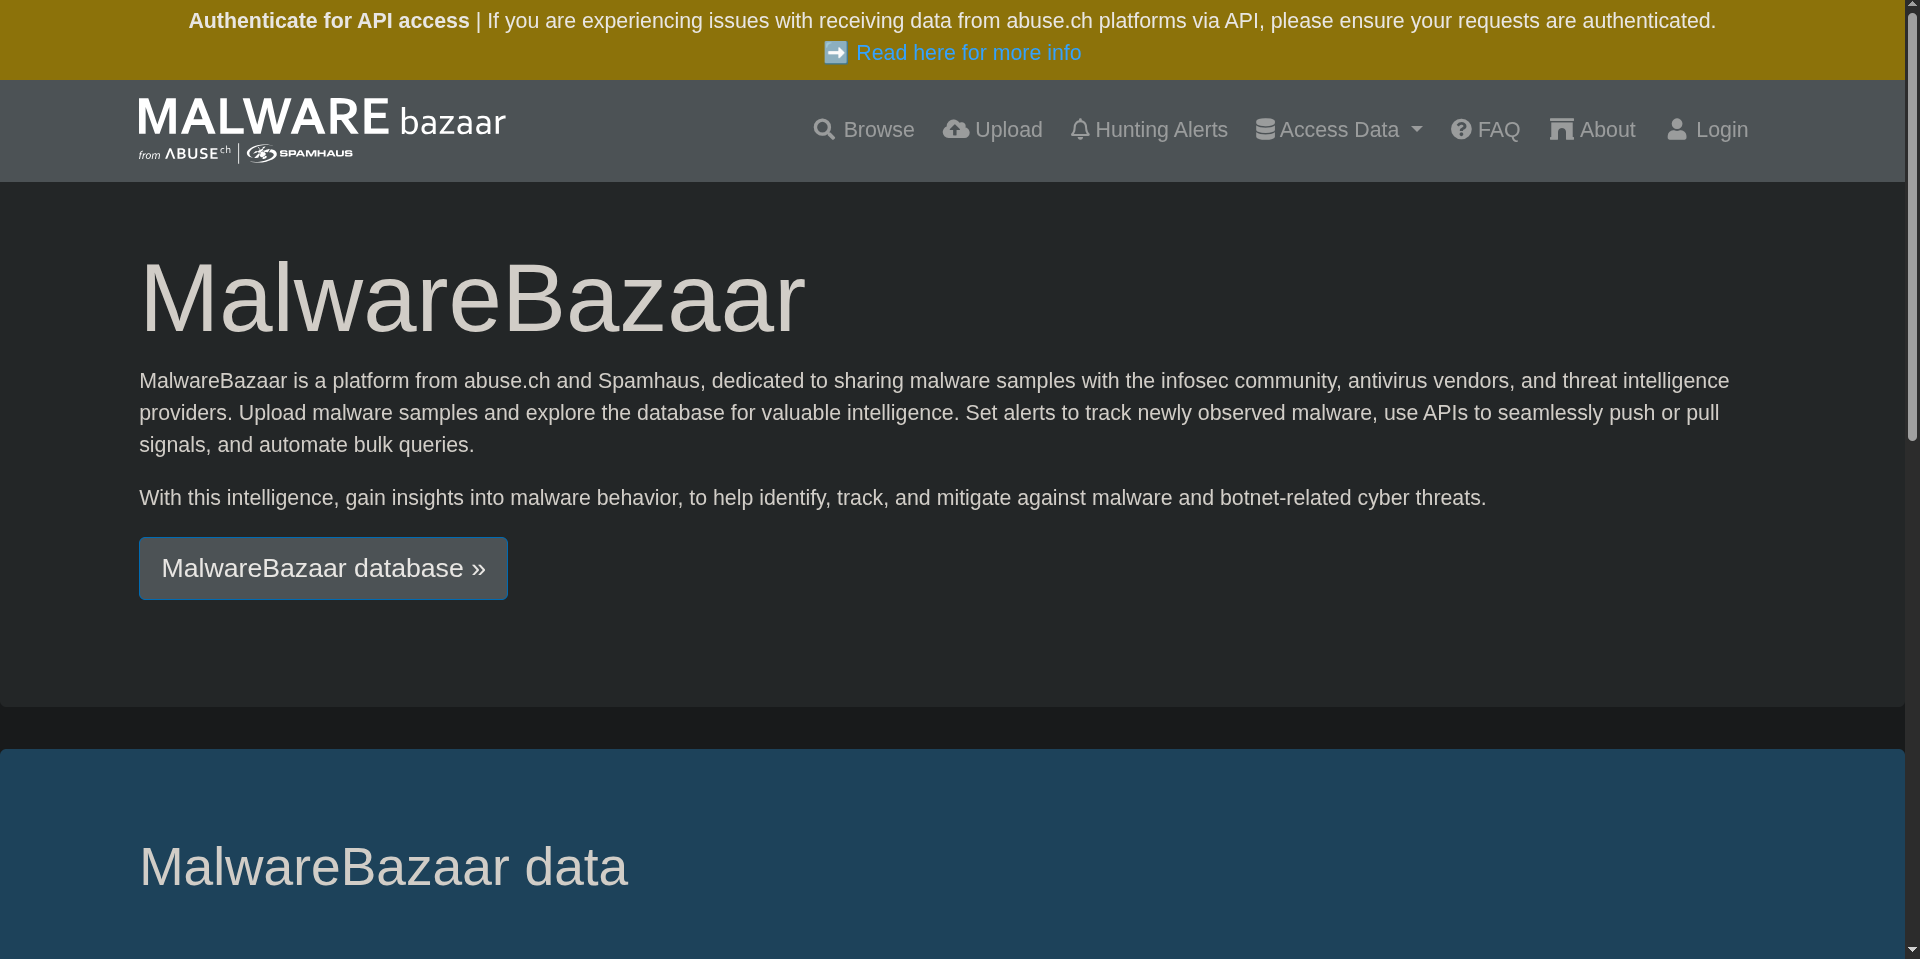 Authenticate for API access | If you are experiencing issues with receiving data from abuse.ch platforms via API, please ensure your requests are authenticated.
➡️ Read here for more info
MALWARE bazaar
from ABUSE ch | SPAMHAUS
Browse Upload Hunting Alerts Access Data FAQ About Login
MalwareBazaar
MalwareBazaar is a platform from abuse.ch and Spamhaus, dedicated to sharing malware samples with the infosec community, antivirus vendors, and threat intelligence
providers. Upload malware samples and explore the database for valuable intelligence. Set alerts to track newly observed malware, use APIs to seamlessly push or pull
signals, and automate bulk queries.
With this intelligence, gain insights into malware behavior, to help identify, track, and mitigate against malware and botnet-related cyber threats.
MalwareBazaar database »
MalwareBazaar data